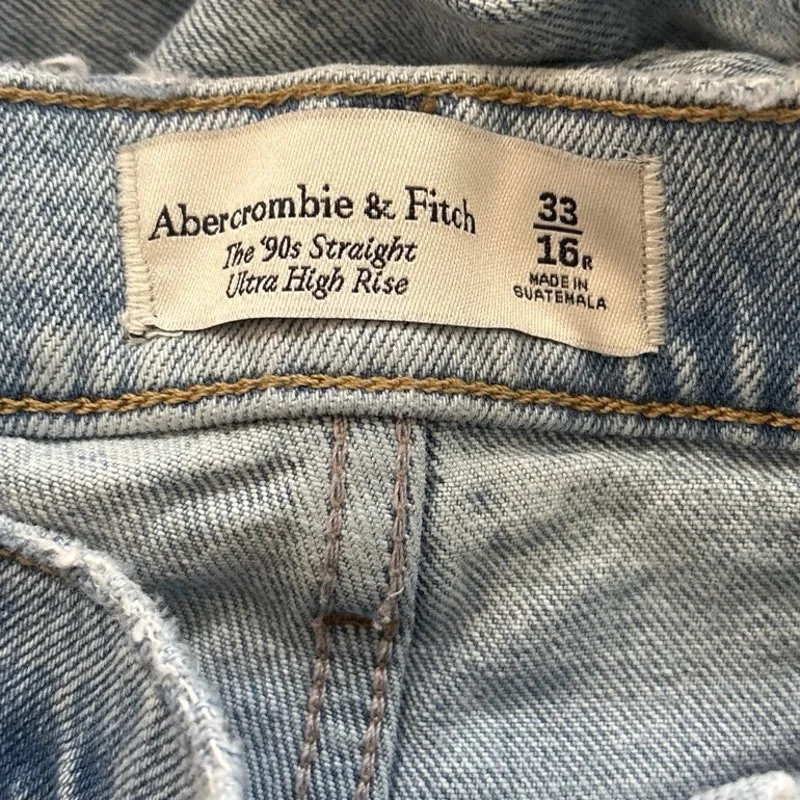 Abercrombie & Fitch
The '90s Straight
Ultra High Rise
33
16R
MADE IN
GUATEMALA